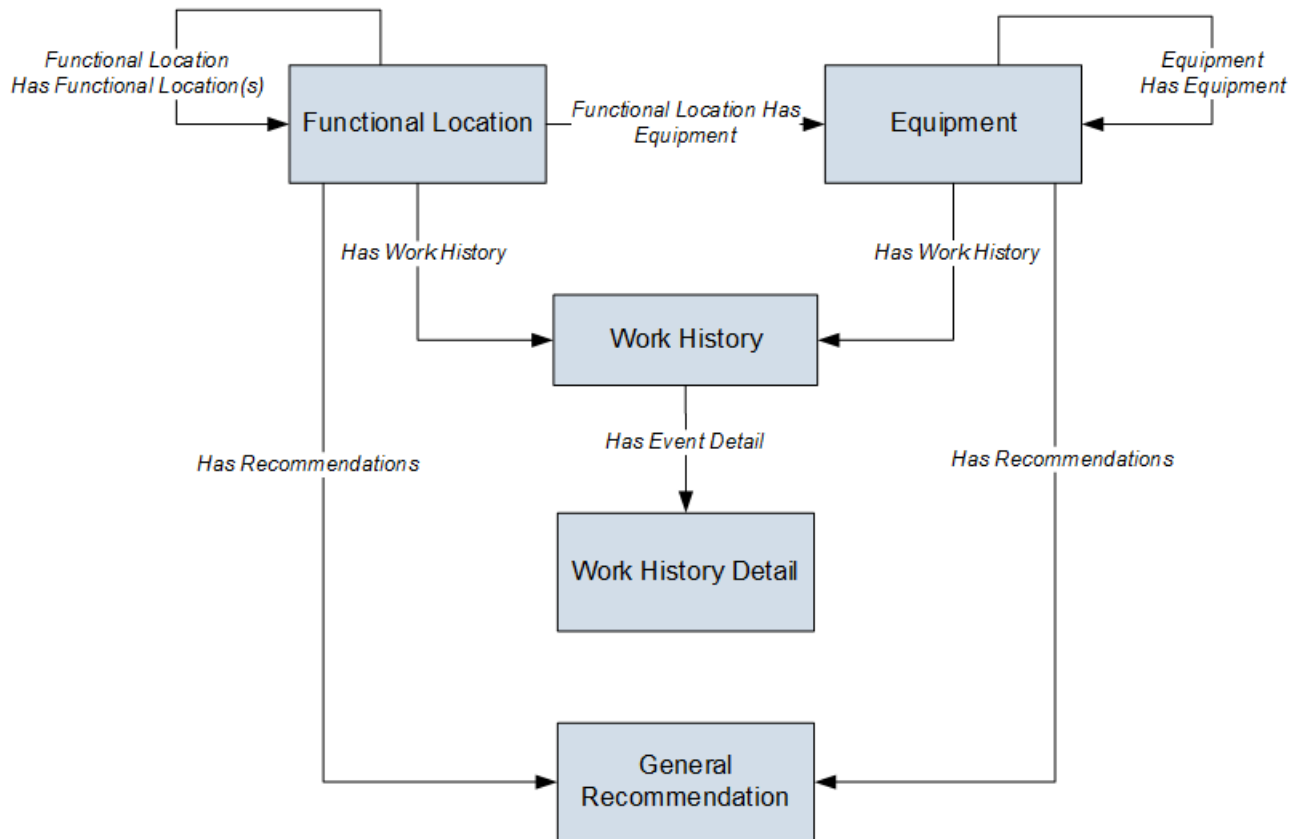 Functional Location
Has Functional Location(s)
Equipment
Has Equipment
Functional Location
Functional Location Has
Equipment
Equipment
Has Work History
Has Work History
Work History
Has Event Detail
Has Recommendations
Has Recommendations
Work History Detail
General
Recommendation